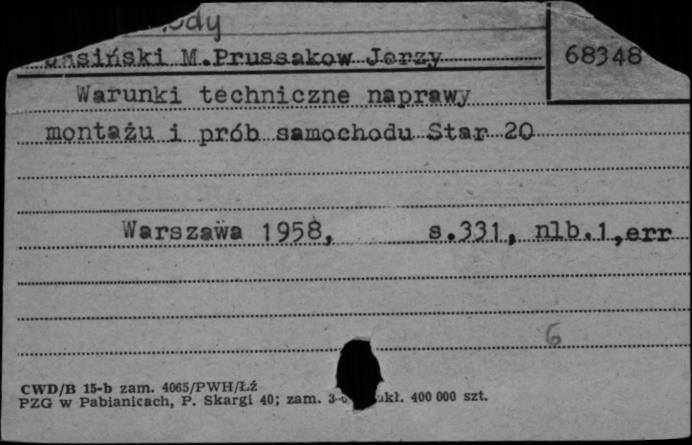 M.Prussakow Jerzy
68348
Warunki techniczne naprawy
montażu i prób samochodu Star 20
Warszawa 1958, s.331, nlb.1,err
6
CWD/B 15-b zam. 4065/PWH/Łź
PZG w Pabianicach, P. Skargi 40; zam. 400 000 szt.